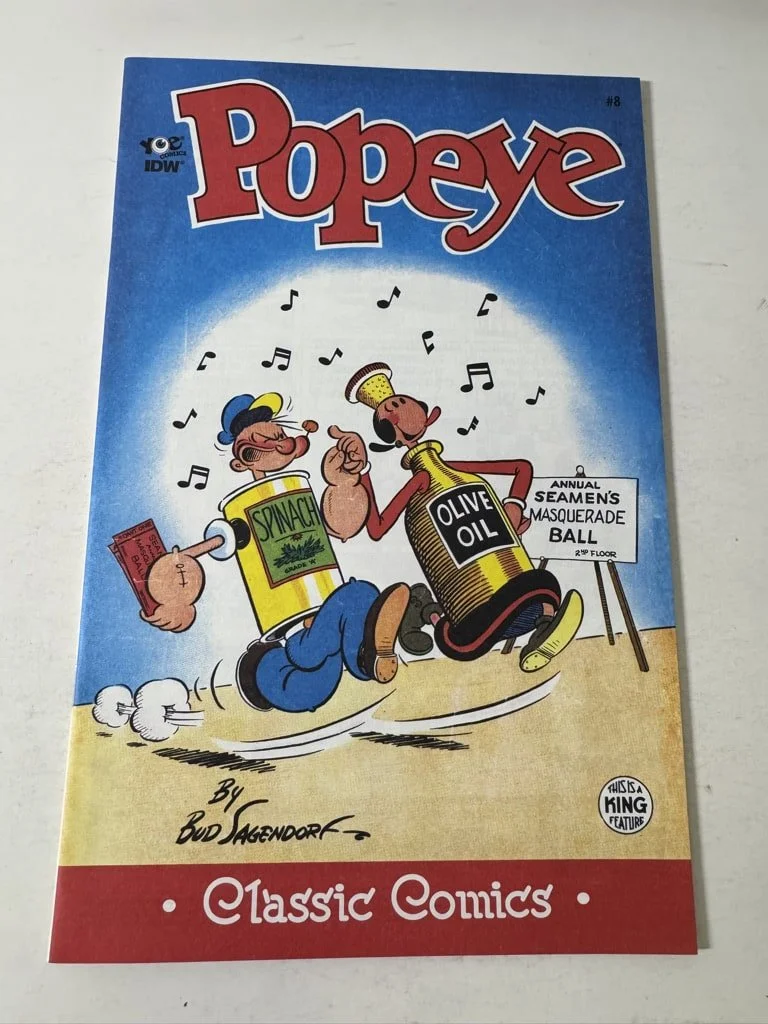 #8
YOE
COMICS
IDW
Popeye
SPINACH
GRADE "A"
OLIVE
OIL
ANNUAL
SEAMEN'S
MASQUERADE
BALL
2ND FLOOR
By
BUD SAGENDORF
THIS IS A
KING
FEATURE
• Classic Comics •